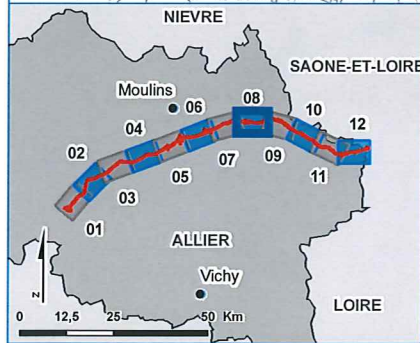 NIEVRE
SAONE-ET-LOIRE
Moulins
06
08
10
12
04
02
07
09
05
11
03
01
ALLIER
Vichy
LOIRE
N
0 12,5 25 50 Km